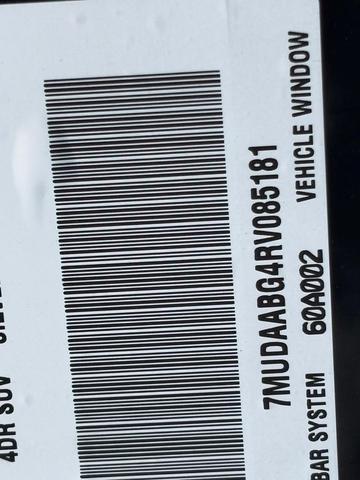 4DR SUV
7MUDAABG4RV085181
BAR SYSTEM 60A002 VEHICLE WINDOW